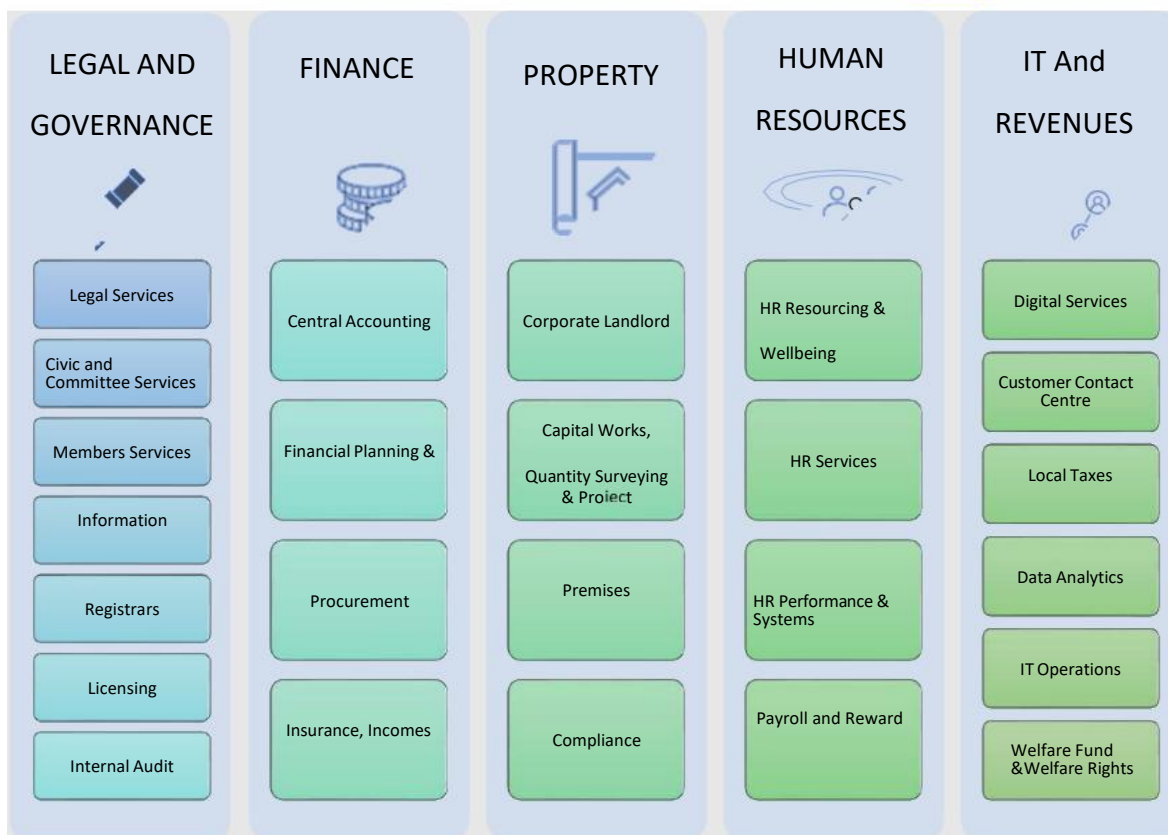 LEGAL AND
GOVERNANCE
Legal Services
Civic and
Committee Services
Members Services
Information
Registrars
Licensing
Internal Audit
FINANCE
Central Accounting
Financial Planning &
Procurement
Insurance, Incomes
PROPERTY
Corporate Landlord
Capital Works,
Quantity Surveying
& Project
Premises
Compliance
HUMAN
RESOURCES
HR Resourcing &
Wellbeing
HR Services
HR Performance &
Systems
Payroll and Reward
IT And
REVENUES
Digital Services
Customer Contact
Centre
Local Taxes
Data Analytics
IT Operations
Welfare Fund
&Welfare Rights